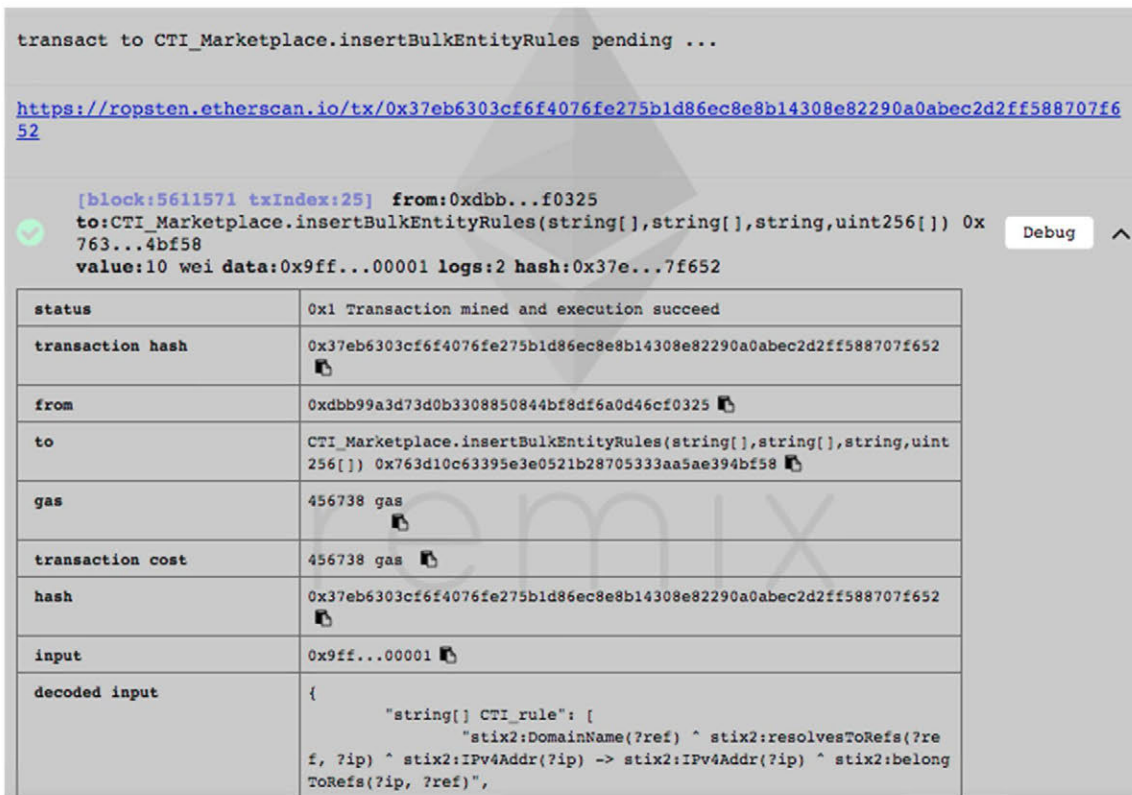 transact to CTI_Marketplace.insertBulkEntityRules pending ...
https://ropsten.etherscan.io/tx/0x37eb6303cf6f4076fe275b1d86ec8e8b14308e82290a0abec2d2ff588707f6
52
[block:5611571 txIndex:25] from:0xdbb...f0325
to:CTI_Marketplace.insertBulkEntityRules(string[],string[],string,uint256[]) 0x
763...4bf58
value:10 wei data:0x9ff...00001 logs:2 hash:0x37e...7f652
Debug
status 0x1 Transaction mined and execution succeed
transaction hash 0x37eb6303cf6f4076fe275b1d86ec8e8b14308e82290a0abec2d2ff588707f652
from 0xdbb99a3d73d0b3308850844bf8df6a0d46cf0325
to CTI_Marketplace.insertBulkEntityRules(string[],string[],string,uint
256[]) 0x763d10c63395e3e0521b28705333aa5ae394bf58
gas 456738 gas
remix
transaction cost 456738 gas
hash 0x37eb6303cf6f4076fe275b1d86ec8e8b14308e82290a0abec2d2ff588707f652
input 0x9ff...00001
decoded input {
"string[] CTI_rule": [
"stix2:DomainName(?ref) ^ stix2:resolvesToRefs(?re
f, ?ip) ^ stix2:IPv4Addr(?ip) -> stix2:IPv4Addr(?ip) ^ stix2:belong
ToRefs(?ip, ?ref)",